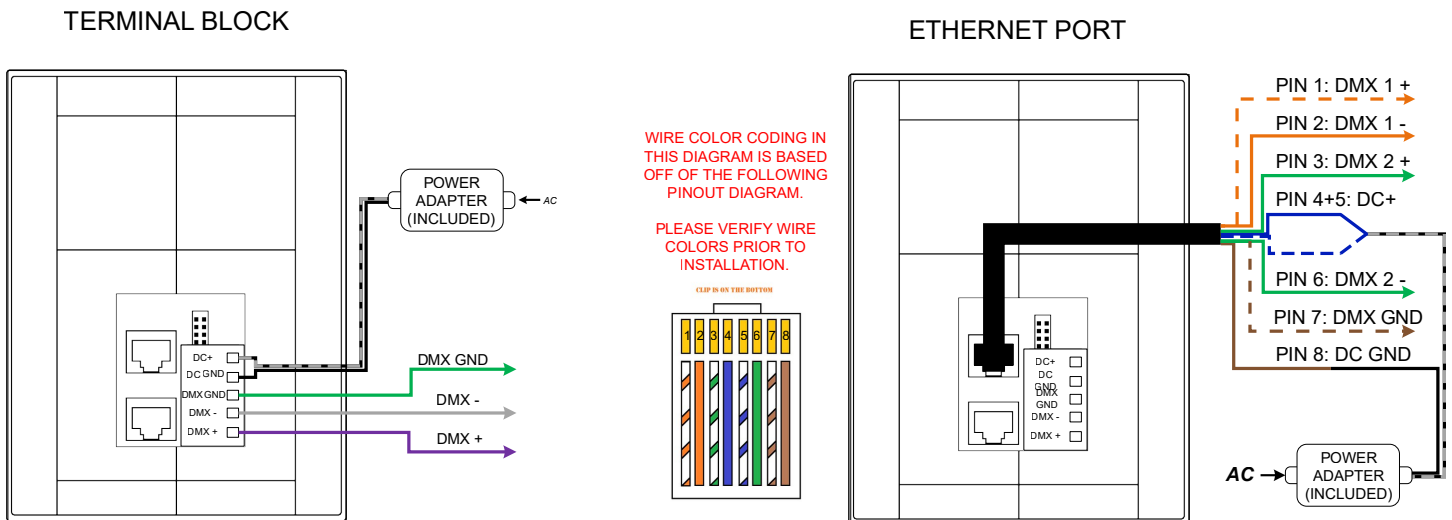 TERMINAL BLOCK
POWER
ADAPTER
(INCLUDED)
AC
DC+
DC GND
DMX GND
DMX -
DMX +
DMX GND
DMX -
DMX +
WIRE COLOR CODING IN
THIS DIAGRAM IS BASED
OFF OF THE FOLLOWING
PINOUT DIAGRAM.
PLEASE VERIFY WIRE
COLORS PRIOR TO
INSTALLATION.
CLIP IS ON THE BOTTOM
1 2 3 4 5 6 7 8
ETHERNET PORT
PIN 1: DMX 1 +
PIN 2: DMX 1 -
PIN 3: DMX 2 +
PIN 4+5: DC+
PIN 6: DMX 2 -
PIN 7: DMX GND
PIN 8: DC GND
DC+
DC
GND
DMX
GND
DMX -
DMX +
AC
POWER
ADAPTER
(INCLUDED)